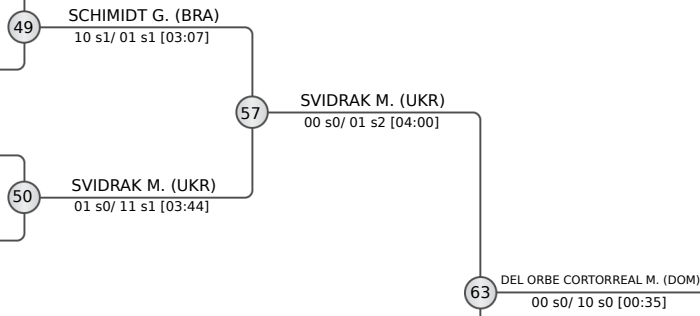 49
SCHIMIDT G. (BRA)
10 s1/ 01 s1 [03:07]
57
SVIDRAK M. (UKR)
00 s0/ 01 s2 [04:00]
50
SVIDRAK M. (UKR)
01 s0/ 11 s1 [03:44]
63
DEL ORBE CORTORREAL M. (DOM)
00 s0/ 10 s0 [00:35]